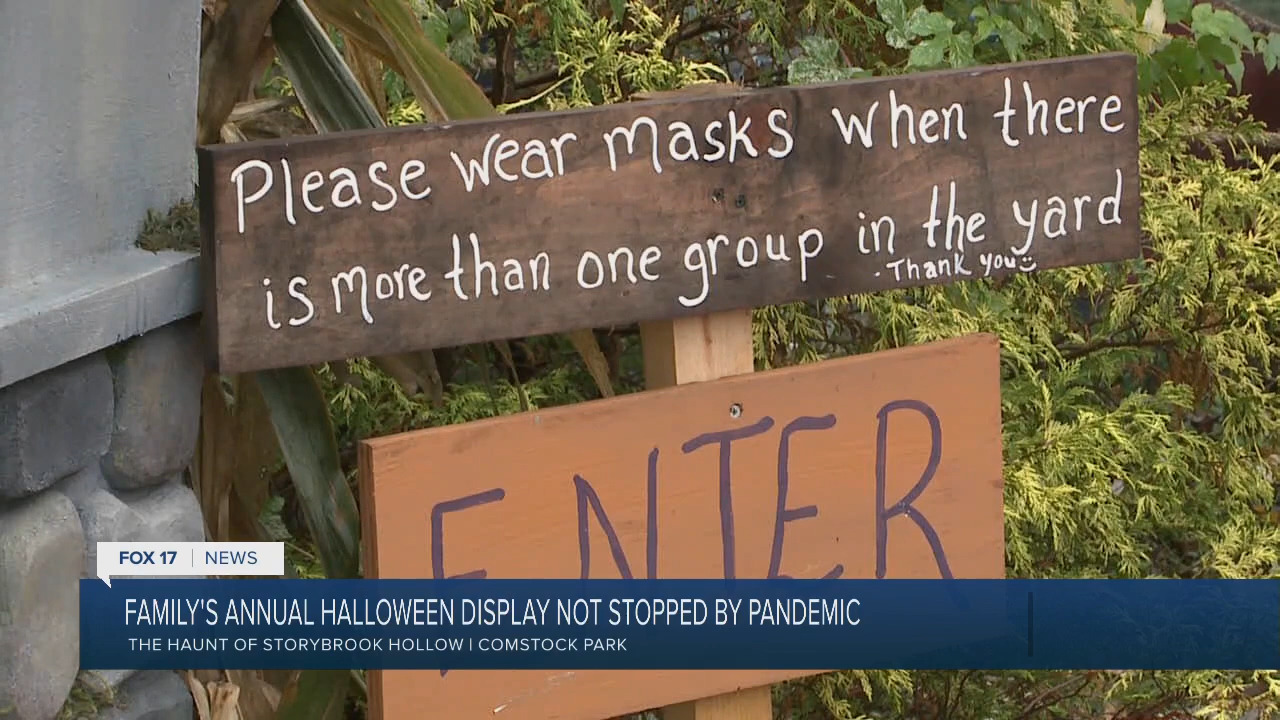 Please wear masks when there
is more than one group in the yard
-Thank you☺
ENTER
FOX 17 | NEWS
FAMILY'S ANNUAL HALLOWEEN DISPLAY NOT STOPPED BY PANDEMIC
THE HAUNT OF STORYBROOK HOLLOW | COMSTOCK PARK